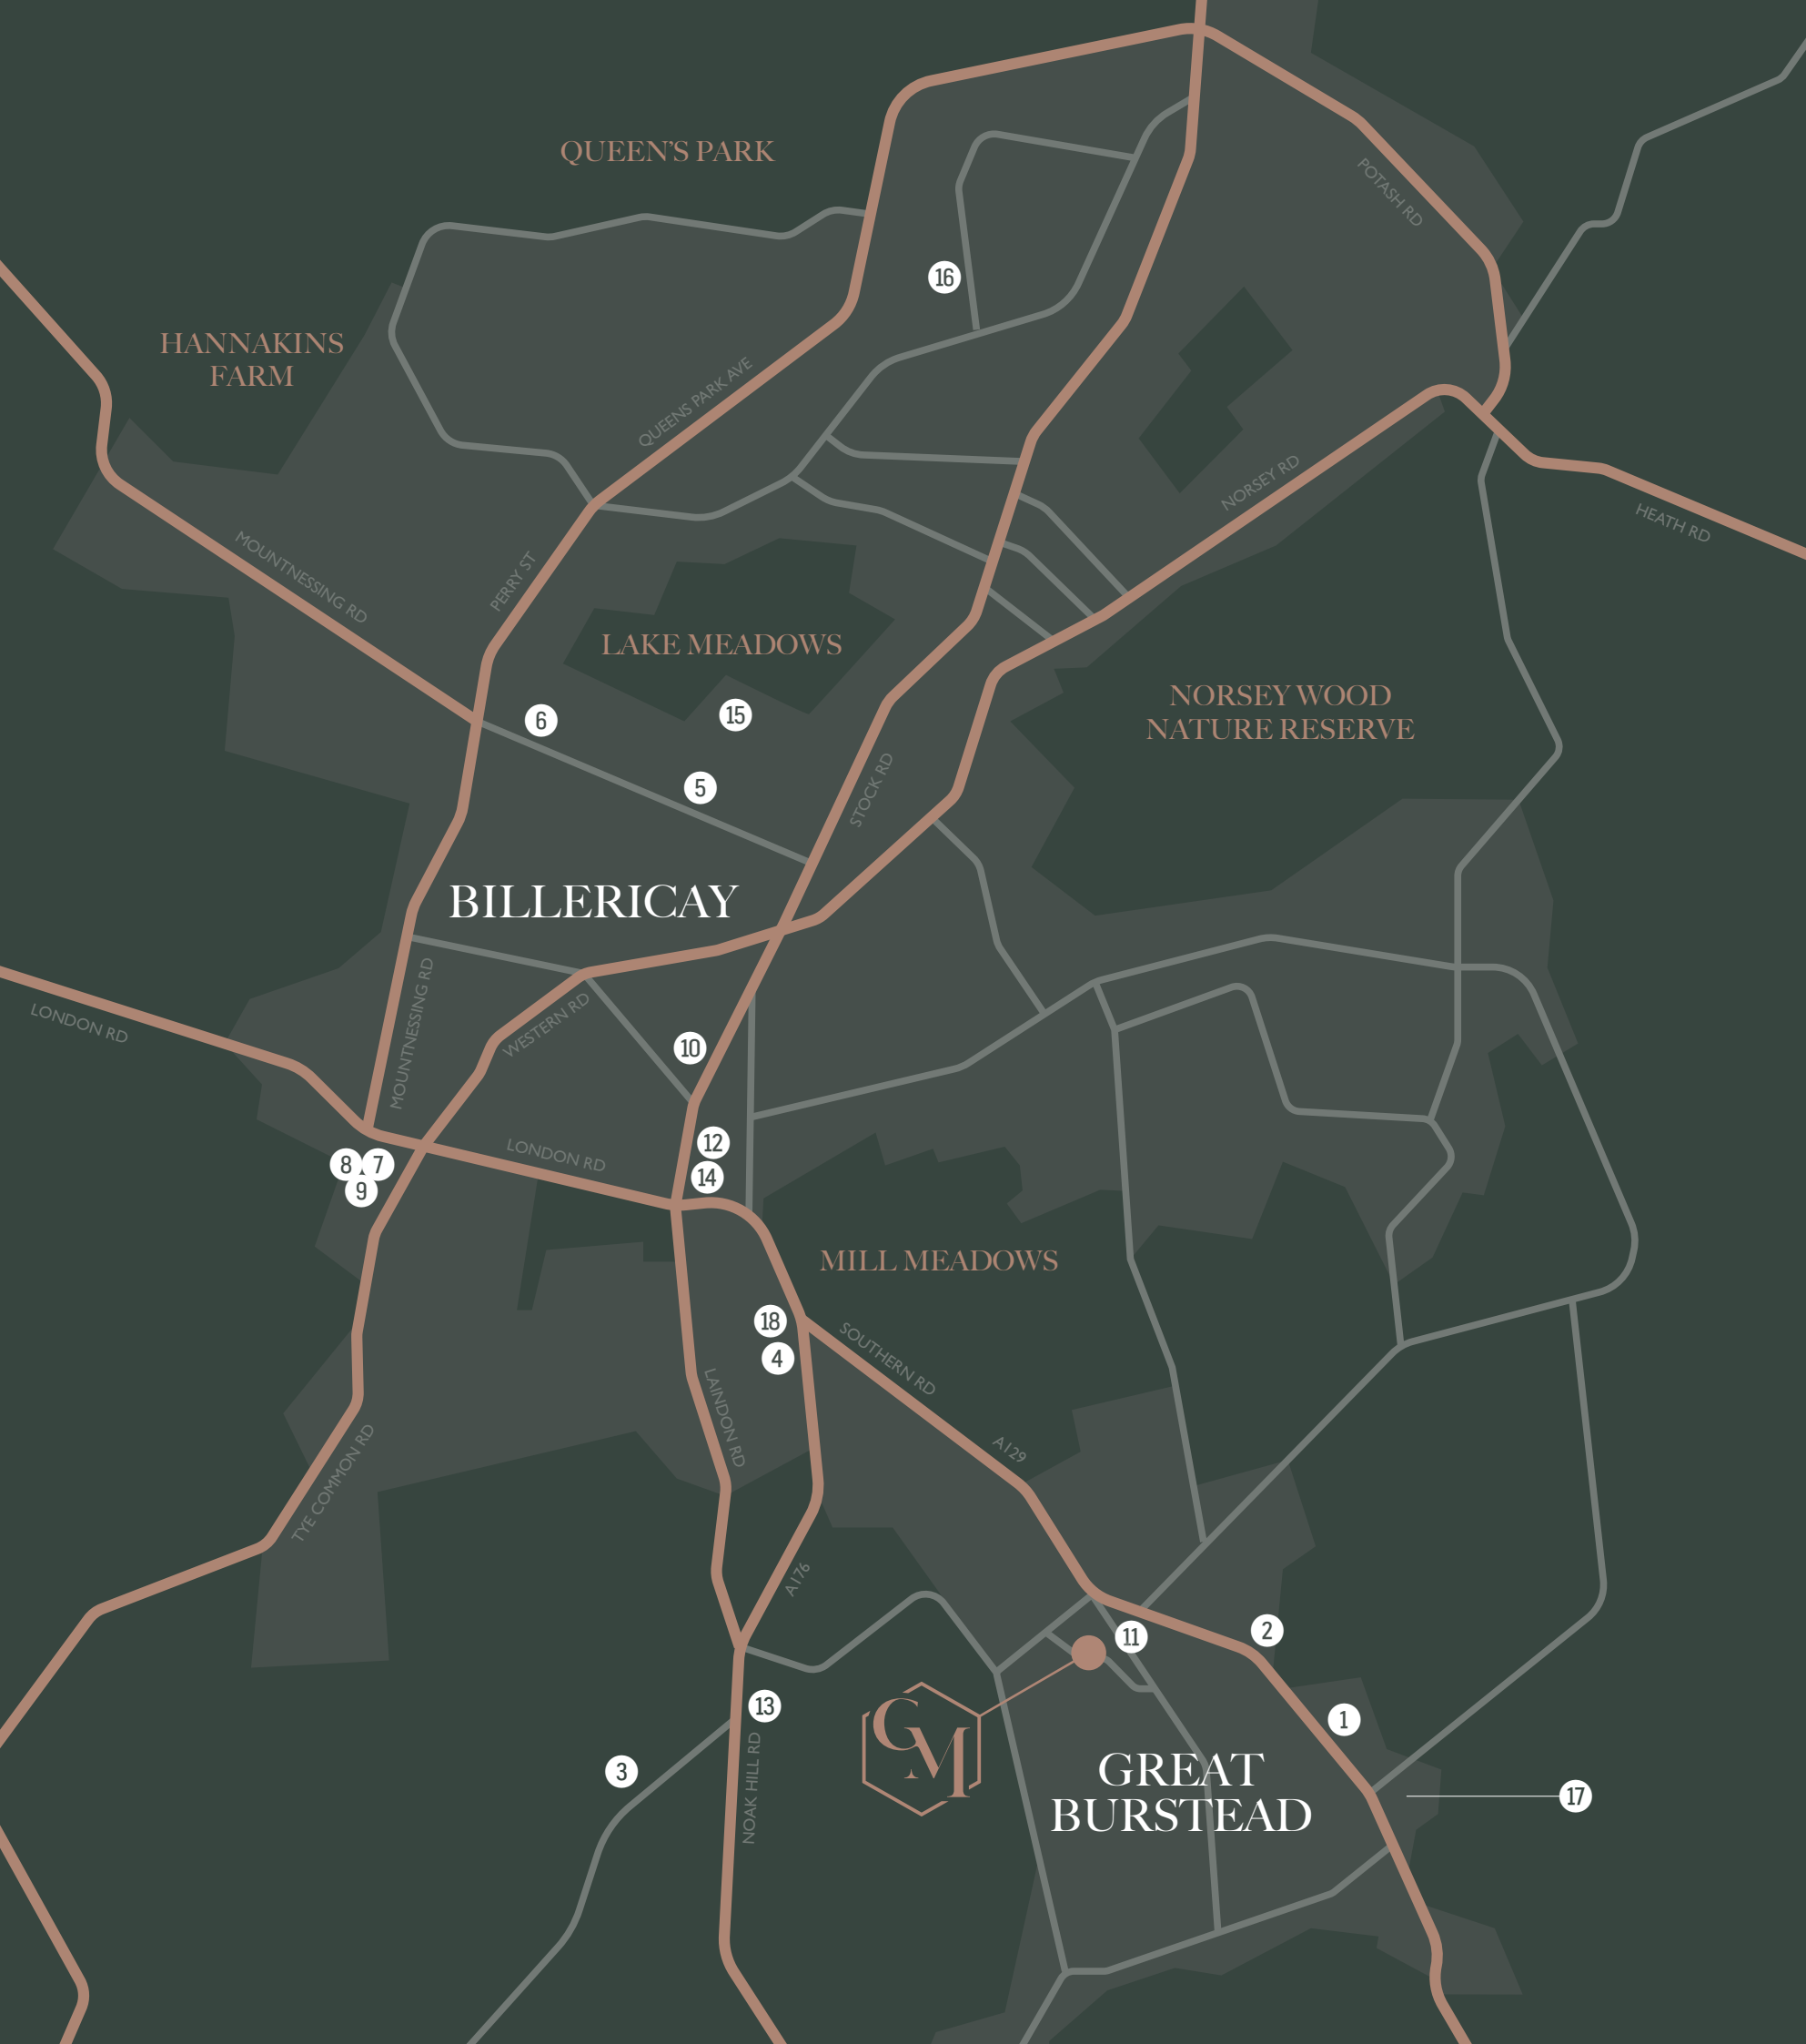 QUEEN'S PARK
POTASH RD
16
HANNAKINS
FARM
QUEENS PARK AVE
NORSEY RD
HEATH RD
MOUNTNESSING RD
PERRY ST
LAKE MEADOWS
NORSEY WOOD
NATURE RESERVE
6
15
5
STOCK RD
BILLERICAY
LONDON RD
MOUNTNESSING RD
WESTERN RD
10
12
LONDON RD
14
8
7
9
MILL MEADOWS
18
4
SOUTHERN RD
LAINDON RD
A129
TYE COMMON RD
A176
2
11
13
1
CM
3
NOAK HILL RD
GREAT
BURSTEAD
17